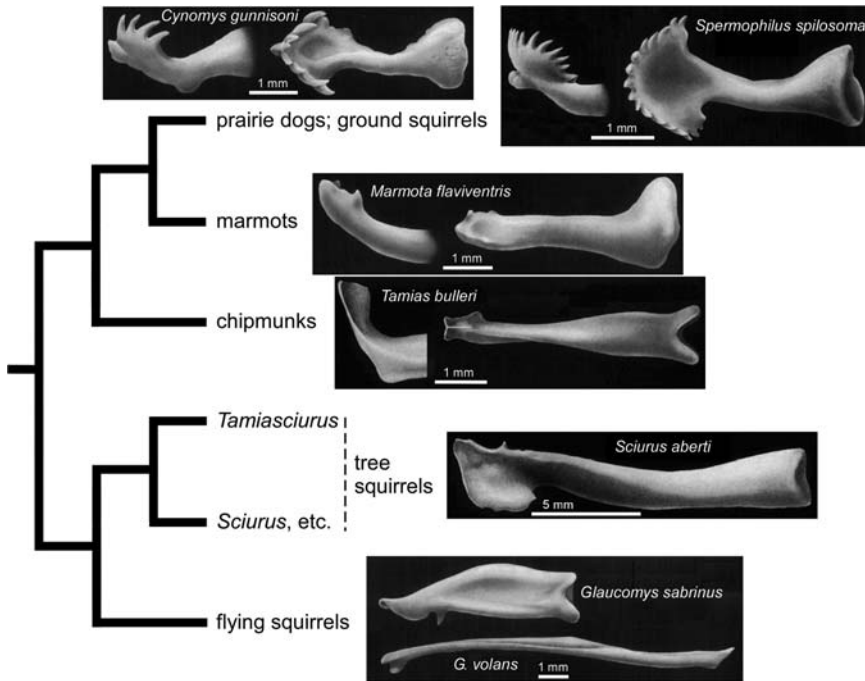 Cynomys gunnisoni
1 mm
Spermophilus spilosoma
1 mm
prairie dogs; ground squirrels
Marmota flaviventris
1 mm
marmots
Tamias bulleri
1 mm
chipmunks
Tamiasciurus
tree
squirrels
Sciurus aberti
5 mm
Sciurus, etc.
Glaucomys sabrinus
flying squirrels
G. volans
1 mm